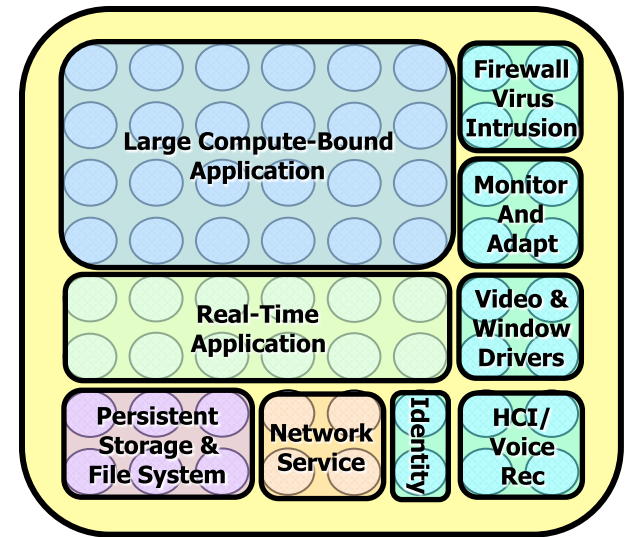 Large Compute-Bound
Application
Firewall
Virus
Intrusion
Monitor
And
Adapt
Real-Time
Application
Video &
Window
Drivers
Persistent
Storage &
File System
Network
Service
Identity
HCI/
Voice
Rec